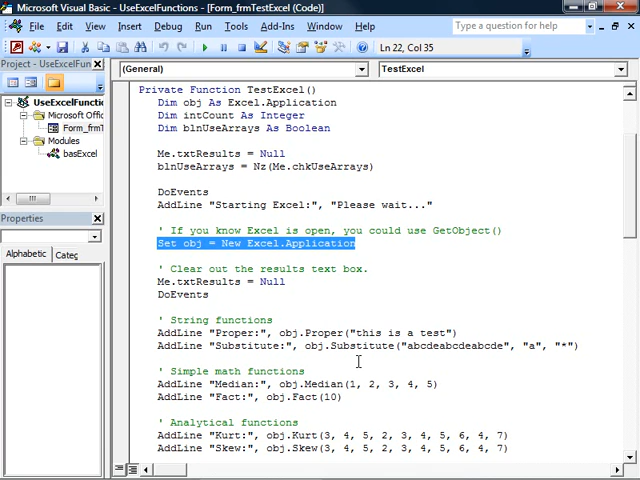 Microsoft Visual Basic - UseExcelFunctions - [Form_frmTestExcel (Code)]
File Edit View Insert Debug Run Tools Add-Ins Window Help Type a question for help
Ln 22, Col 35
Project - UseExcelFun
(General) TestExcel
UseExcelFunctio
Microsoft Offic
Form_frmT
Modules
basExcel
Properties
Alphabetic Categ
Private Function TestExcel()
Dim obj As Excel.Application
Dim intCount As Integer
Dim blnUseArrays As Boolean
Me.txtResults = Null
blnUseArrays = Nz(Me.chkUseArrays)
DoEvents
AddLine "Starting Excel:", "Please wait..."
' If you know Excel is open, you could use GetObject()
Set obj = New Excel.Application
' Clear out the results text box.
Me.txtResults = Null
DoEvents
' String functions
AddLine "Proper:", obj.Proper("this is a test")
AddLine "Substitute:", obj.Substitute("abcdeabcdeabcde", "a", "*")
' Simple math functions
AddLine "Median:", obj.Median(1, 2, 3, 4, 5)
AddLine "Fact:", obj.Fact(10)
' Analytical functions
AddLine "Kurt:", obj.Kurt(3, 4, 5, 2, 3, 4, 5, 6, 4, 7)
AddLine "Skew:", obj.Skew(3, 4, 5, 2, 3, 4, 5, 6, 4, 7)